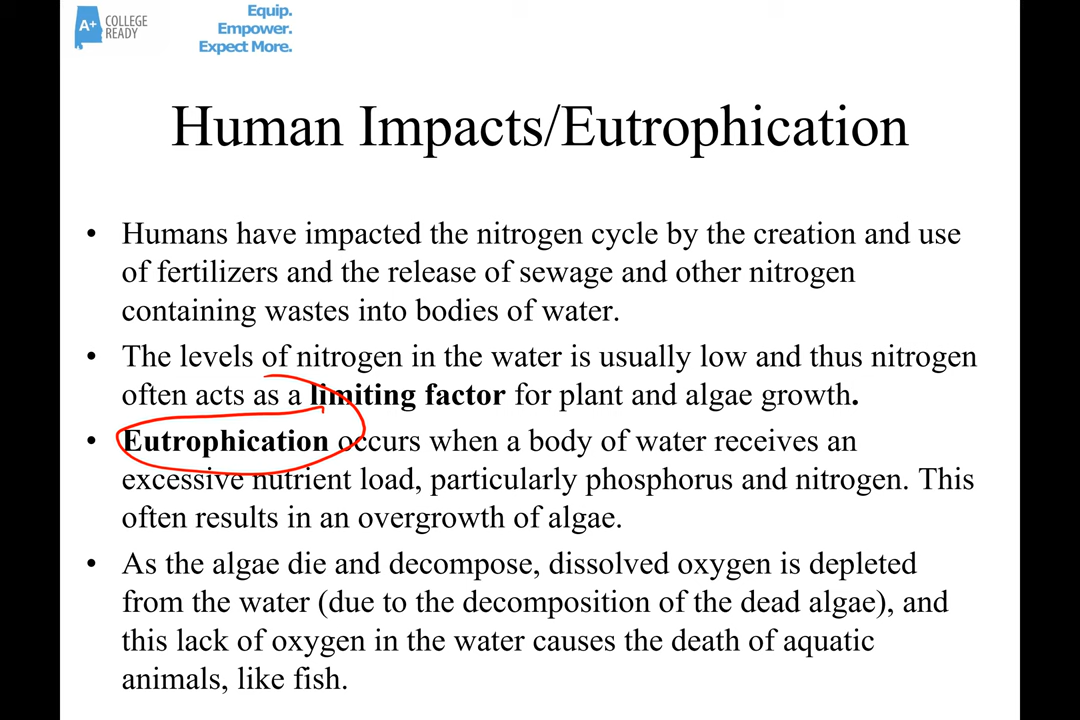 A+ COLLEGE
READY
Equip.
Empower.
Expect More.
Human Impacts/Eutrophication
• Humans have impacted the nitrogen cycle by the creation and use
of fertilizers and the release of sewage and other nitrogen
containing wastes into bodies of water.
• The levels of nitrogen in the water is usually low and thus nitrogen
often acts as a limiting factor for plant and algae growth.
• Eutrophication occurs when a body of water receives an
excessive nutrient load, particularly phosphorus and nitrogen. This
often results in an overgrowth of algae.
• As the algae die and decompose, dissolved oxygen is depleted
from the water (due to the decomposition of the dead algae), and
this lack of oxygen in the water causes the death of aquatic
animals, like fish.